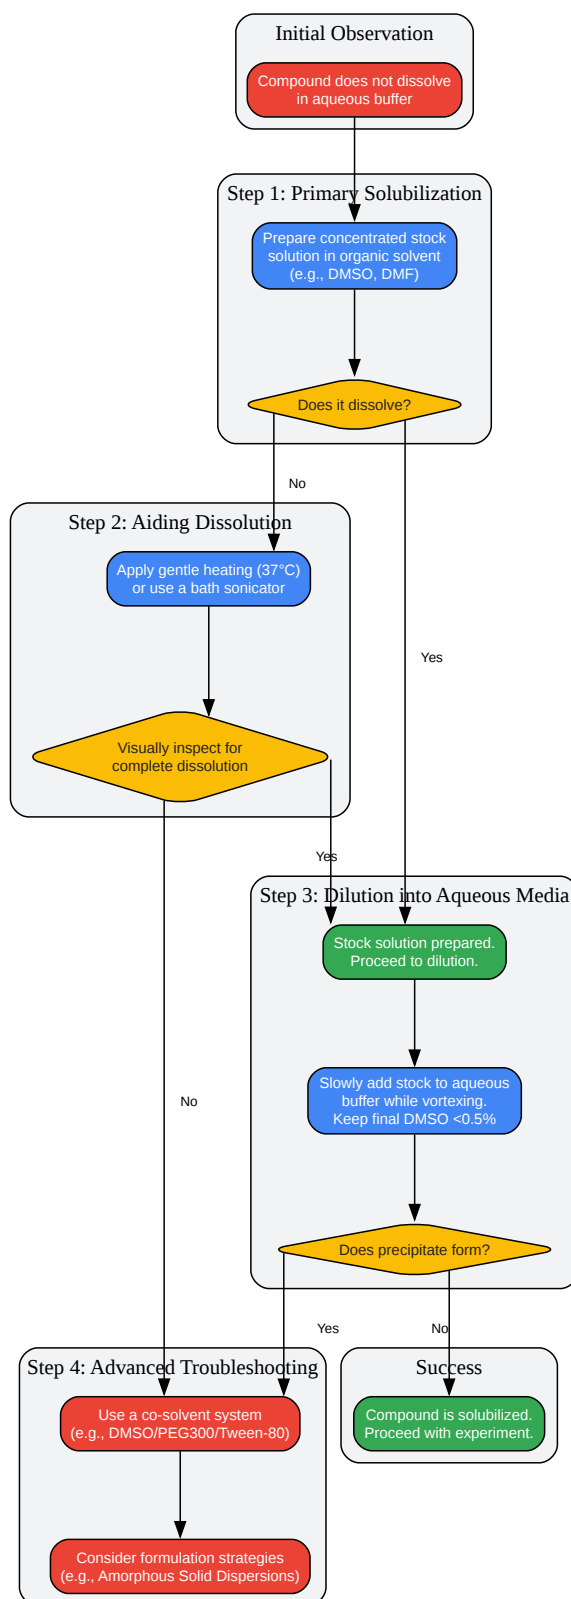 Initial Observation
Compound does not dissolve
in aqueous buffer
Step 1: Primary Solubilization
Prepare concentrated stock
solution in organic solvent
(e.g., DMSO, DMF)
Does it dissolve?
No
Step 2: Aiding Dissolution
Apply gentle heating (37°C)
or use a bath sonicator
Yes
Visually inspect for
complete dissolution
Yes
Step 3: Dilution into Aqueous Media
Stock solution prepared.
Proceed to dilution.
Slowly add stock to aqueous
buffer while vortexing.
Keep final DMSO <0.5%
No
Does precipitate form?
Yes
No
Step 4: Advanced Troubleshooting
Success
Use a co-solvent system
(e.g., DMSO/PEG300/Tween-80)
Compound is solubilized.
Proceed with experiment.
Consider formulation strategies
(e.g., Amorphous Solid Dispersions)